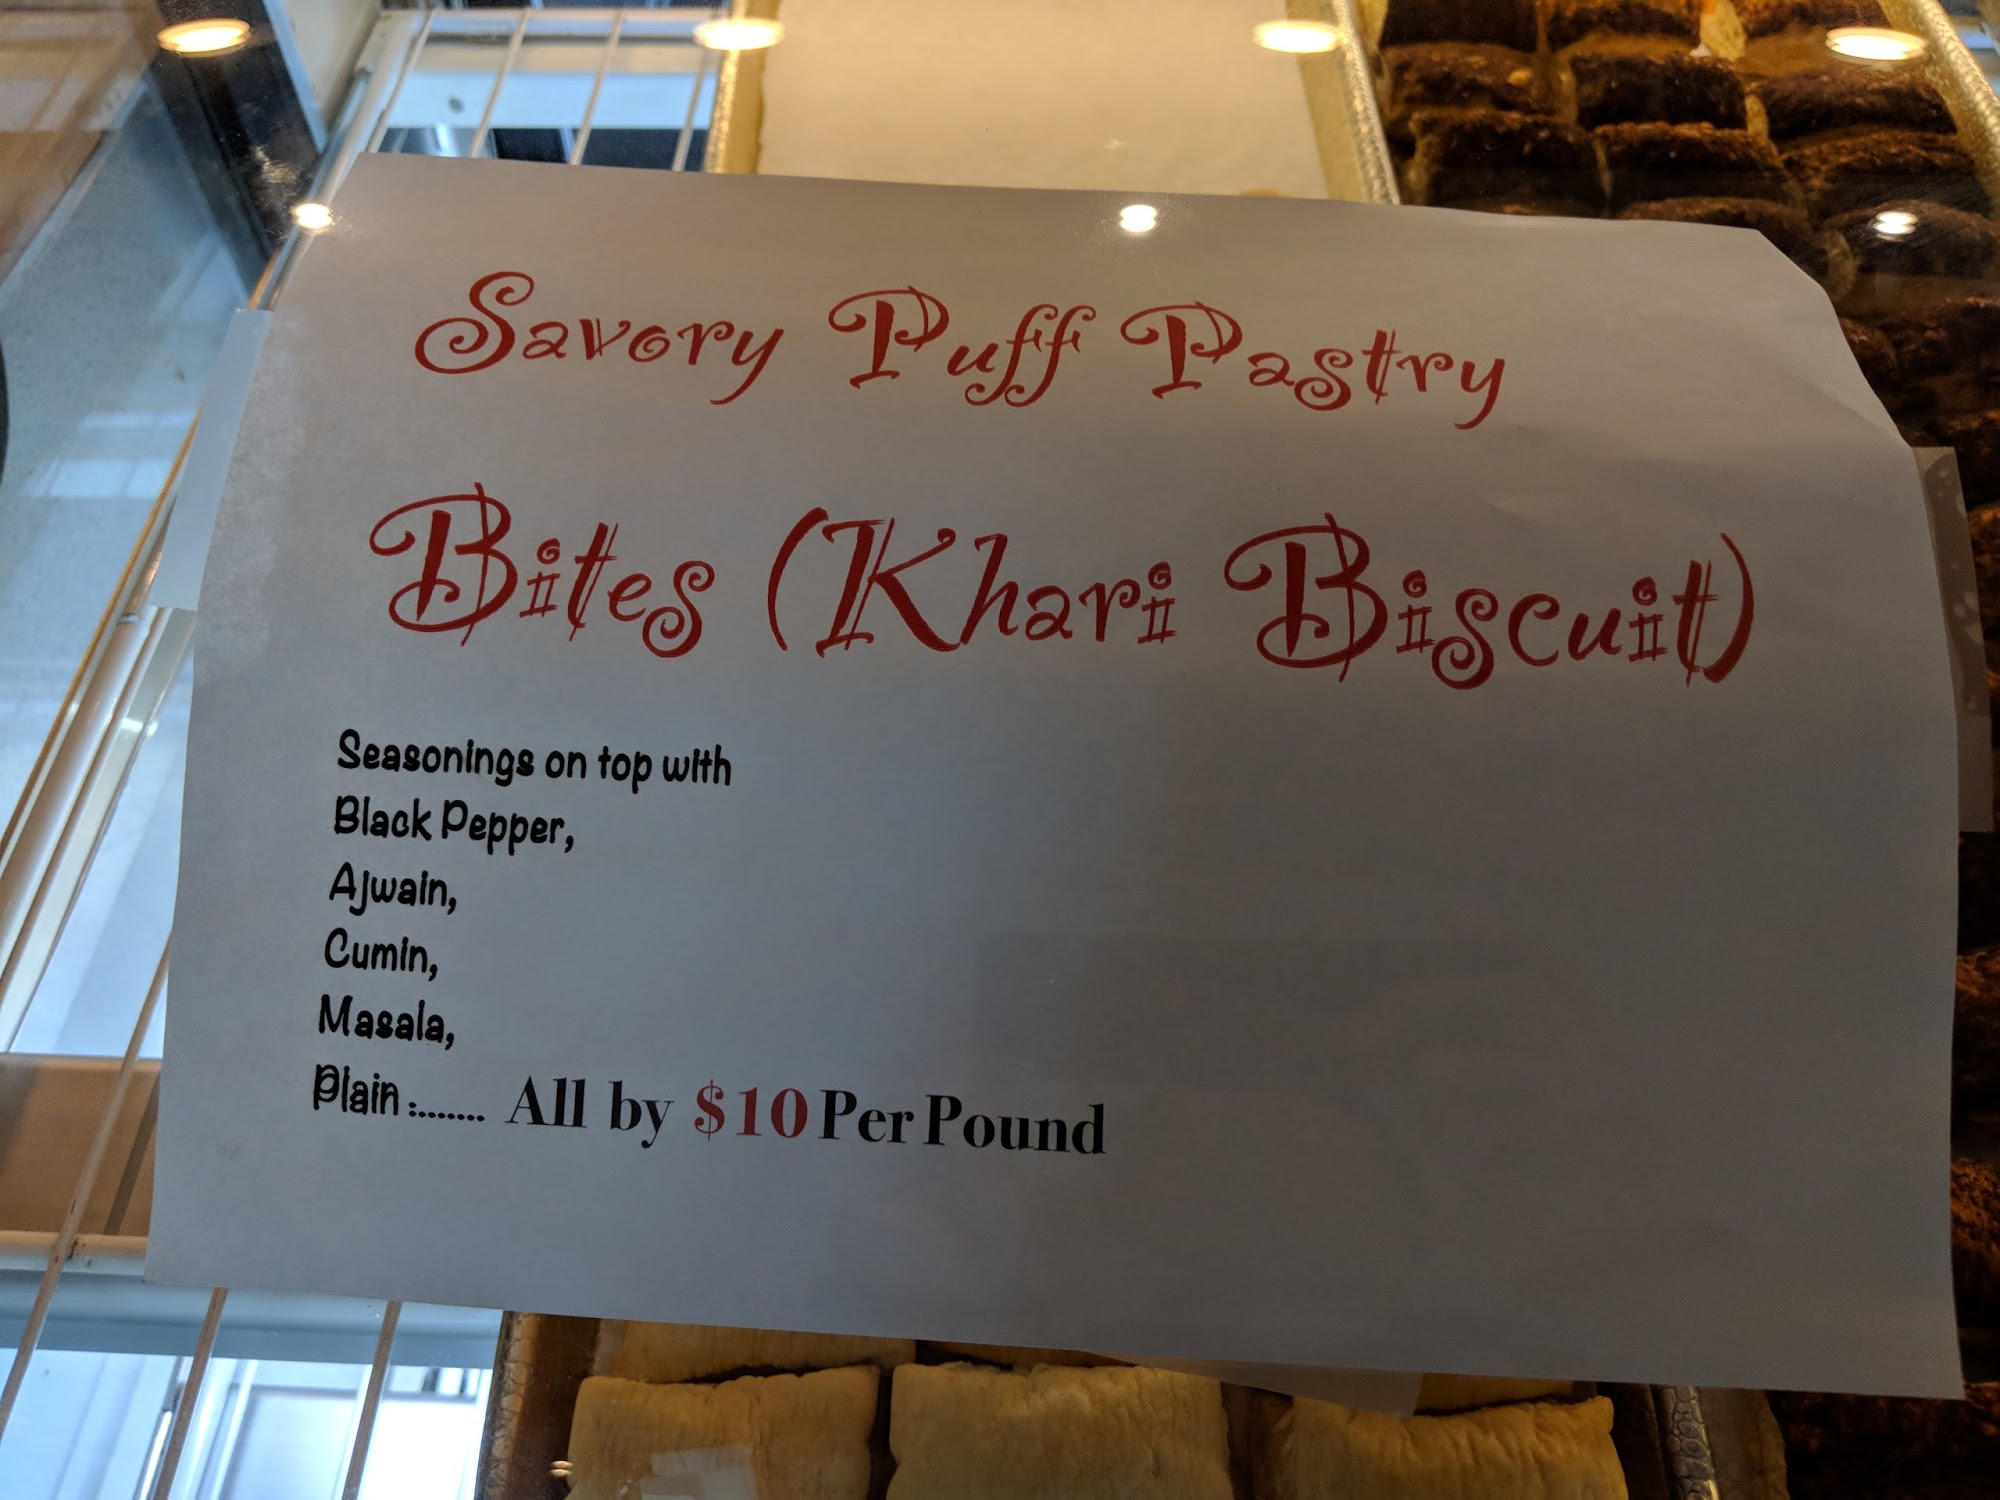 Savory Puff Pastry
Bites (Khari Biscuit)
Seasonings on top with
Black Pepper,
Ajwain,
Cumin,
Masala,
Plain :........ All by $10 Per Pound